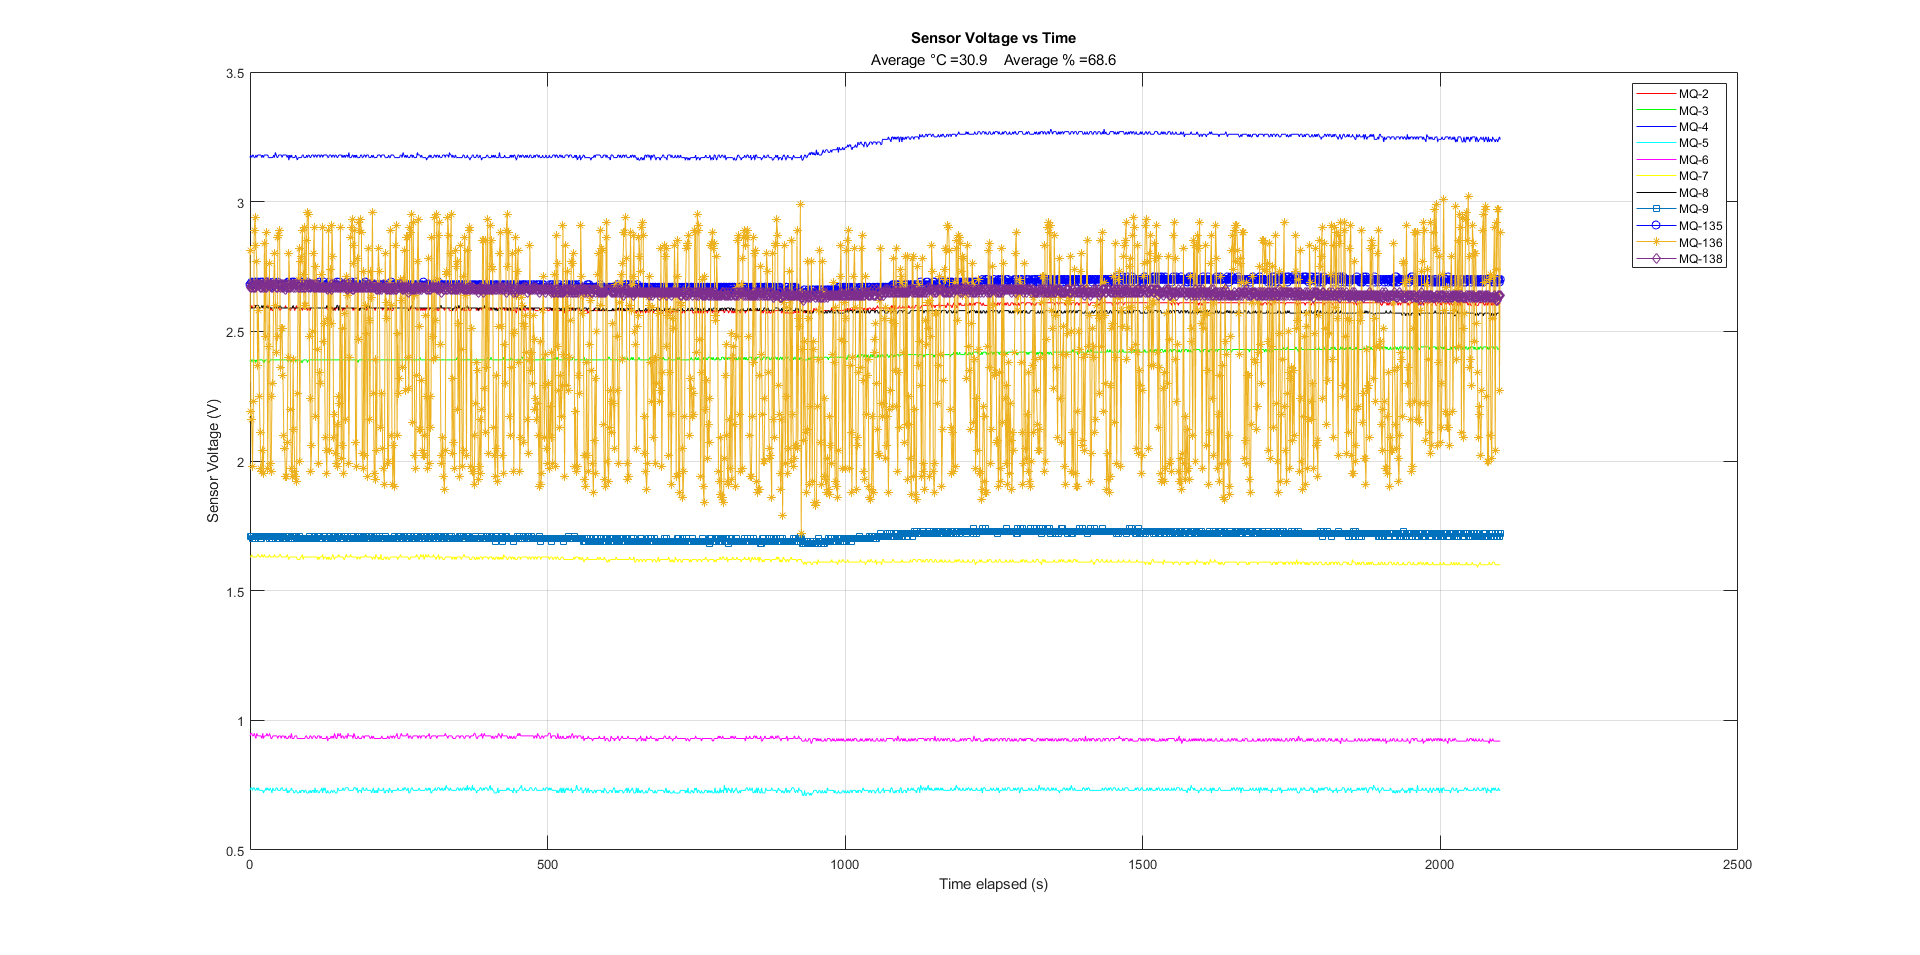 Sensor Voltage vs Time
Average °C =30.9    Average % =68.6
3.5
3
2.5
2
1.5
1
0.5
Sensor Voltage (V)
0
500
1000
1500
2000
2500
Time elapsed (s)
MQ-2
MQ-3
MQ-4
MQ-5
MQ-6
MQ-7
MQ-8
MQ-9
MQ-135
MQ-136
MQ-138